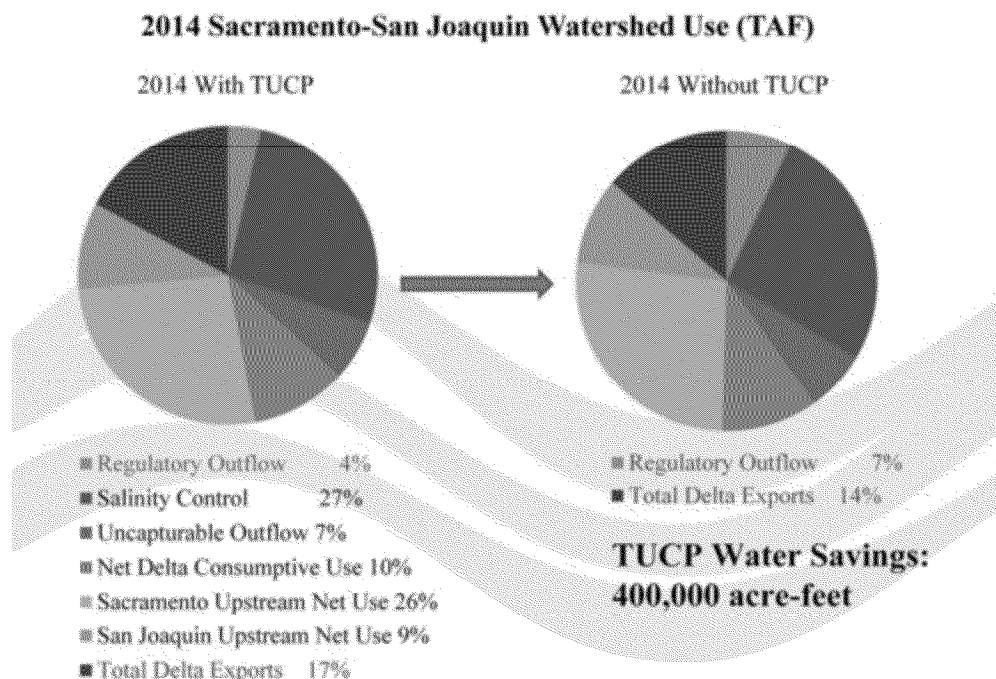 2014 Sacramento-San Joaquin Watershed Use (TAF)
2014 With TUCP
2014 Without TUCP
Regulatory Outflow 4%
Salinity Control 27%
Uncapturable Outflow 7%
Net Delta Consumptive Use 10%
Sacramento Upstream Net Use 26%
San Joaquin Upstream Net Use 9%
Total Delta Exports 17%
Regulatory Outflow 7%
Total Delta Exports 14%
TUCP Water Savings:
400,000 acre-feet